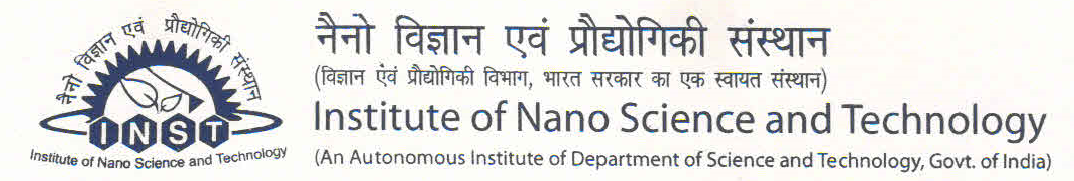 नैनो विज्ञान एवं प्रौद्योगिकी संस्थान
INST
Institute of Nano Science and Technology
नैनो विज्ञान एवं प्रौद्योगिकी संस्थान
(विज्ञान एंवं प्रौद्योगिकी विभाग, भारत सरकार का एक स्वायत संस्थान)
Institute of Nano Science and Technology
(An Autonomous Institute of Department of Science and Technology, Govt. of India)